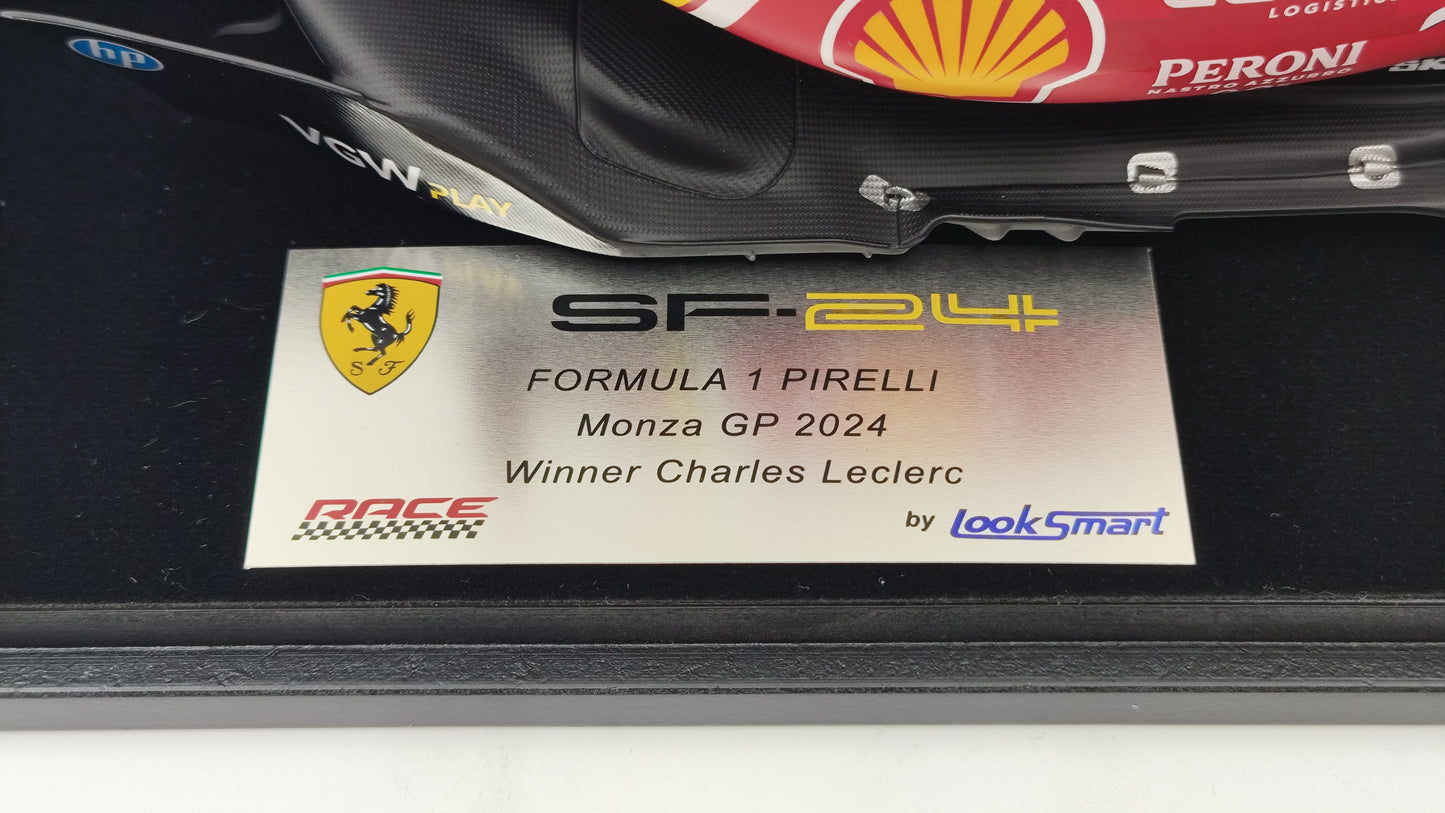 hp
LOGISTICS
PERONI
NASTRO AZZURRO
VGW PLAY
SF-24
S F
FORMULA 1 PIRELLI
Monza GP 2024
Winner Charles Leclerc
RACE
by LookSmart